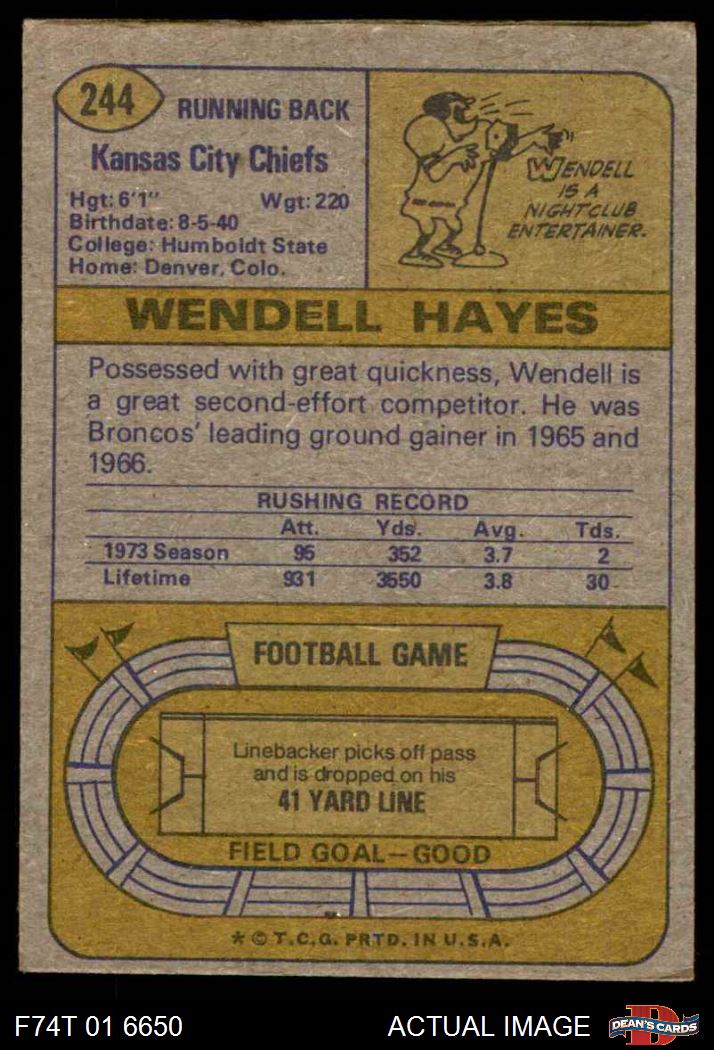 244
RUNNING BACK
Kansas City Chiefs
Hgt: 6'1" Wgt: 220
Birthdate: 8-5-40
College: Humboldt State
Home: Denver, Colo.
WENDELL
IS A
NIGHTCLUB
ENTERTAINER.
WENDELL HAYES
Possessed with great quickness, Wendell is
a great second-effort competitor. He was
Broncos' leading ground gainer in 1965 and
1966.
RUSHING RECORD
Att. Yds. Avg. Tds.
1973 Season 95 352 3.7 2
Lifetime 931 3550 3.8 30
FOOTBALL GAME
Linebacker picks off pass
and is dropped on his
41 YARD LINE
FIELD GOAL—GOOD
* © T.C.G. PRTD. IN U.S.A.
F74T 01 6650 ACTUAL IMAGE D DEAN'S CARDS